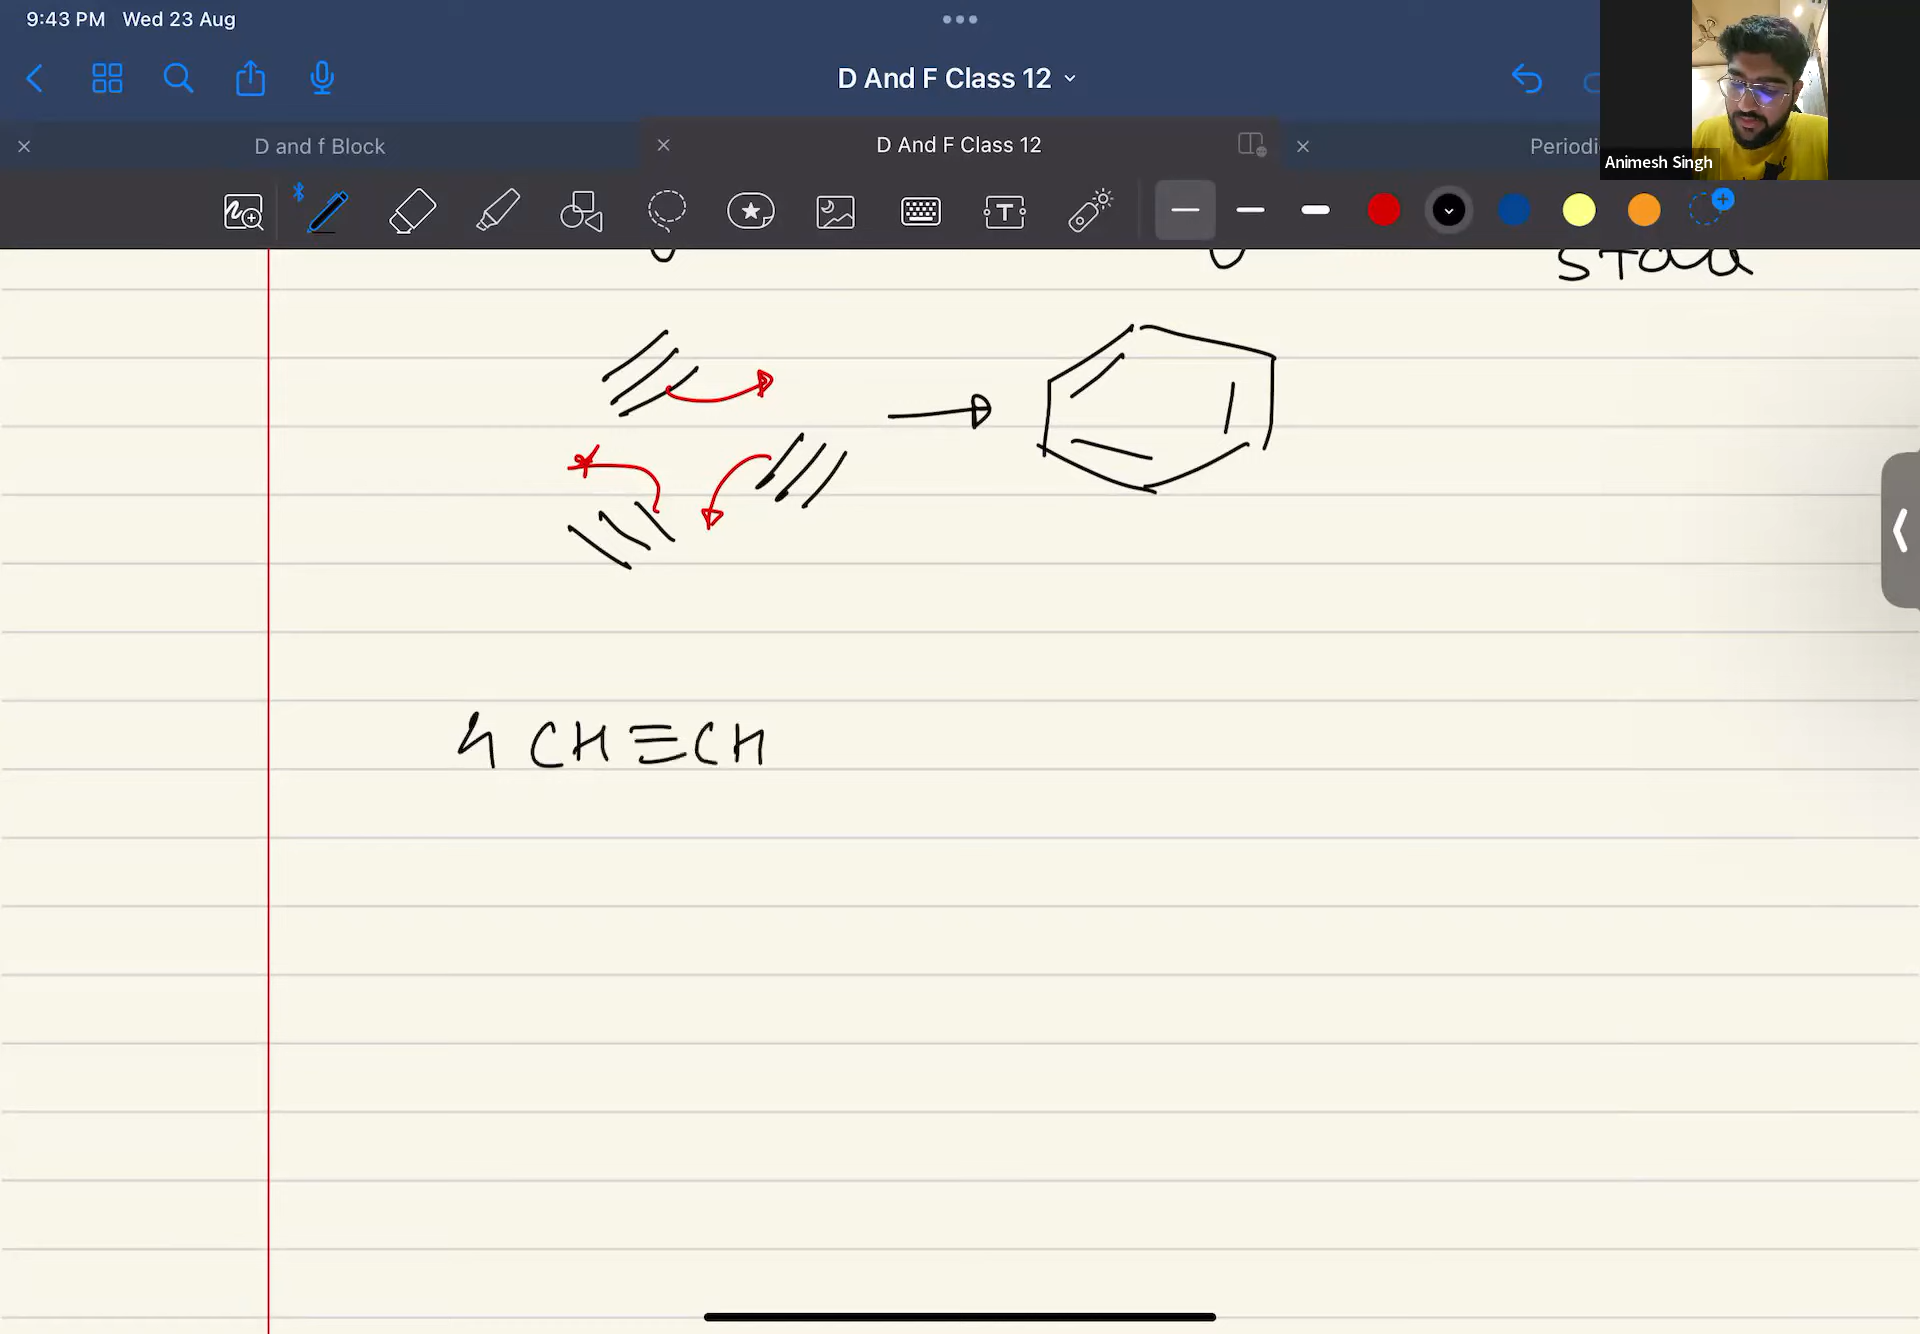 9:43 PM Wed 23 Aug
D And F Class 12
D and f Block
D And F Class 12
Animesh Singh
T
4 CH≡CH